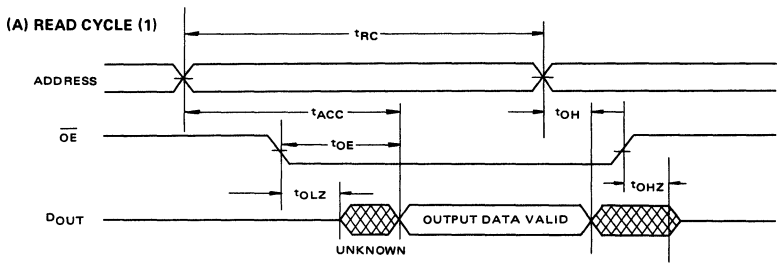 (A) READ CYCLE (1)
tRC
ADDRESS
tACC
tOH
OE
tOE
tOLZ
tOHZ
DOUT
OUTPUT DATA VALID
UNKNOWN